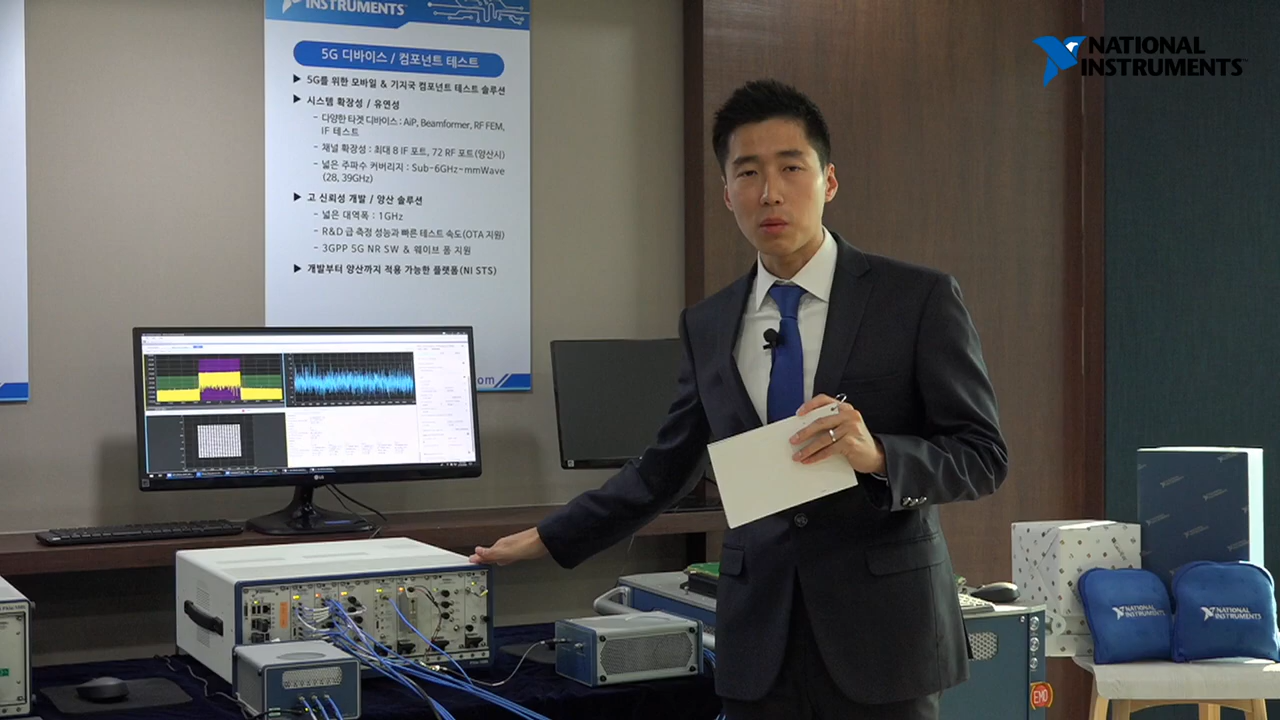 INSTRUMENTS
5G 디바이스 / 컴포넌트 테스트
▶ 5G를 위한 모바일 & 기지국 컴포넌트 테스트 솔루션
▶ 시스템 확장성 / 유연성
- 다양한 타겟 디바이스 : AiP, Beamformer, RF FEM,
IF 테스트
- 채널 확장성 : 최대 8 IF 포트, 72 RF 포트(양산시)
- 넓은 주파수 커버리지 : Sub-6GHz~mmWave
(28, 39GHz)
▶ 고 신뢰성 개발 / 양산 솔루션
- 넓은 대역폭 : 1GHz
- R&D 급 측정 성능과 빠른 테스트 속도(OTA 지원)
- 3GPP 5G NR SW & 웨이브 폼 지원
▶ 개발부터 양산까지 적용 가능한 플랫폼(NI STS)
com
NATIONAL
INSTRUMENTS
LG
NATIONAL
INSTRUMENTS
NATIONAL
INSTRUMENTS
EMO